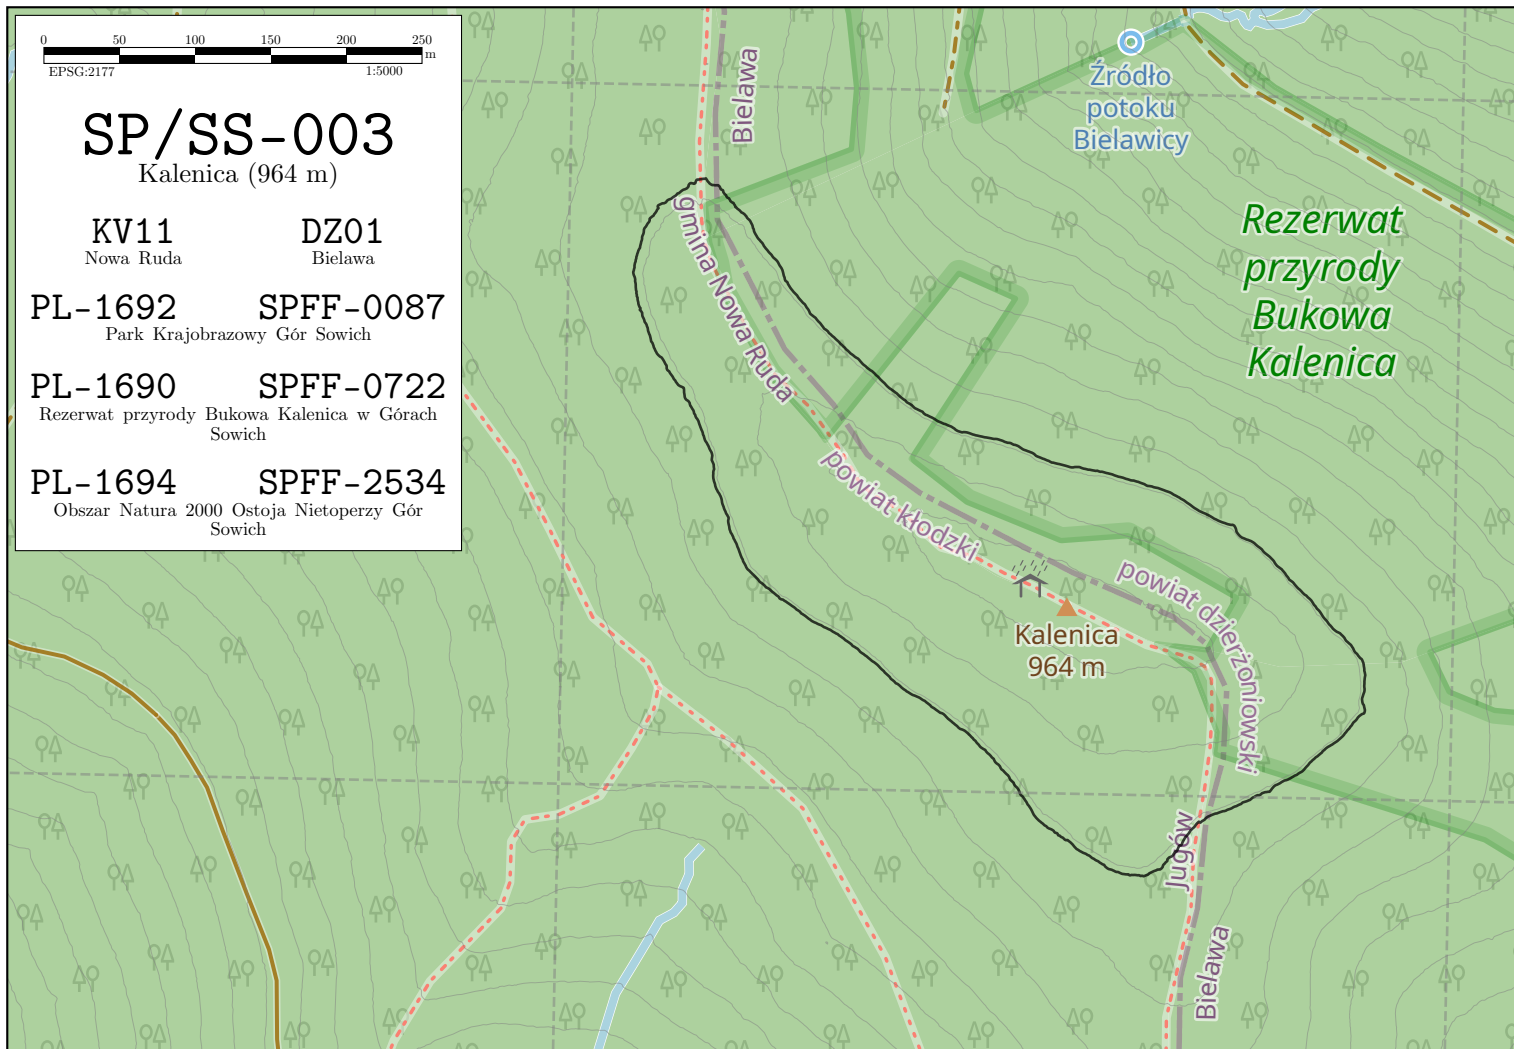 0 50 100 150 200 250
m
EPSG:2177 1:5000
SP/SS-003
Kalenica (964 m)
KV11 DZ01
Nowa Ruda Bielawa
PL-1692 SPFF-0087
Park Krajobrazowy Gór Sowich
PL-1690 SPFF-0722
Rezerwat przyrody Bukowa Kalenica w Górach
Sowich
PL-1694 SPFF-2534
Obszar Natura 2000 Ostoja Nietoperzy Gór
Sowich
Bielawa
Źródło
potoku
Bielawicy
Rezerwat
przyrody
Bukowa
Kalenica
gmina Nowa Ruda
powiat kłodzki
powiat dzierżoniowski
Kalenica
964 m
Jugów
Bielawa